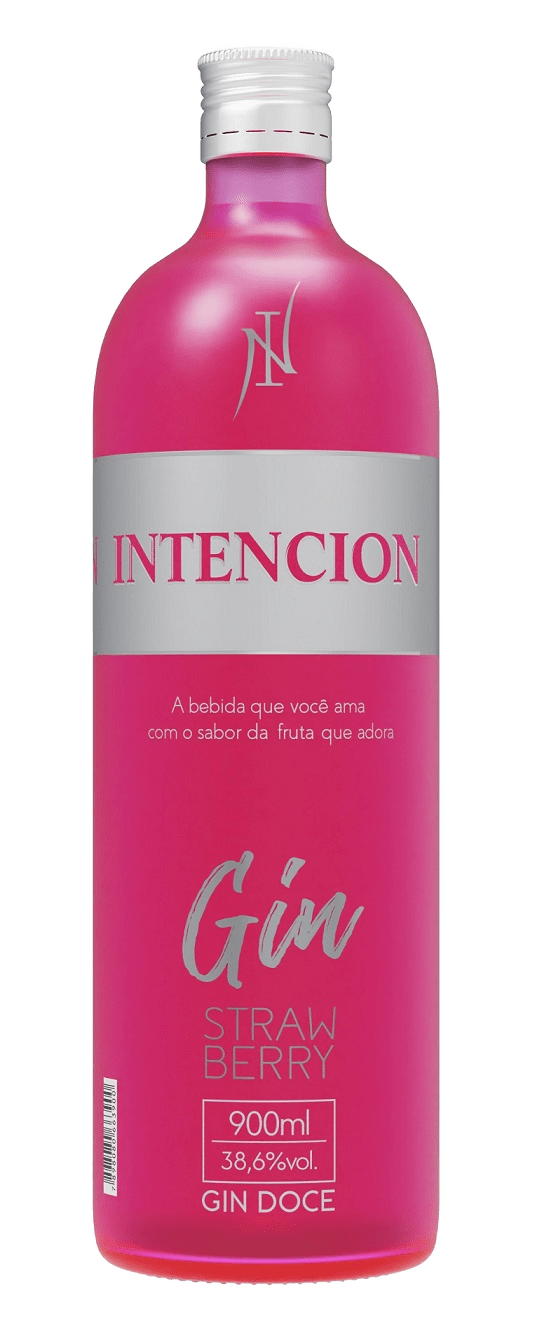 IN
INTENCION
A bebida que você ama
com o sabor da fruta que adora
Gin
STRAW
BERRY
900ml
38,6%vol.
GIN DOCE